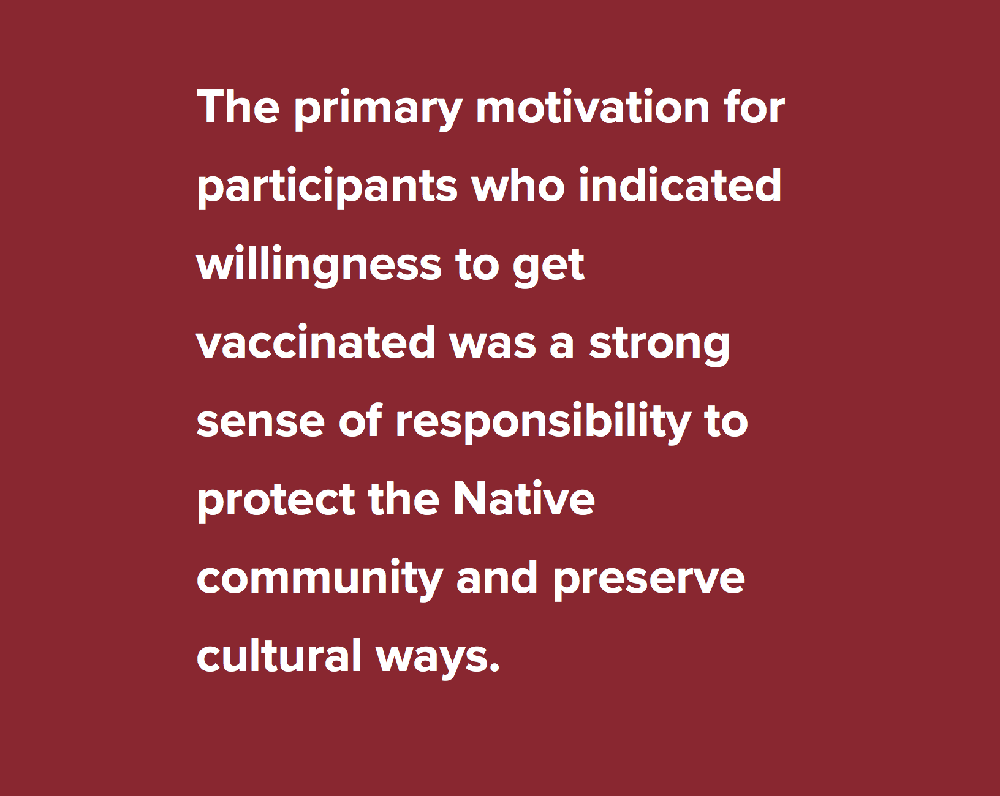 The primary motivation for
participants who indicated
willingness to get
vaccinated was a strong
sense of responsibility to
protect the Native
community and preserve
cultural ways.